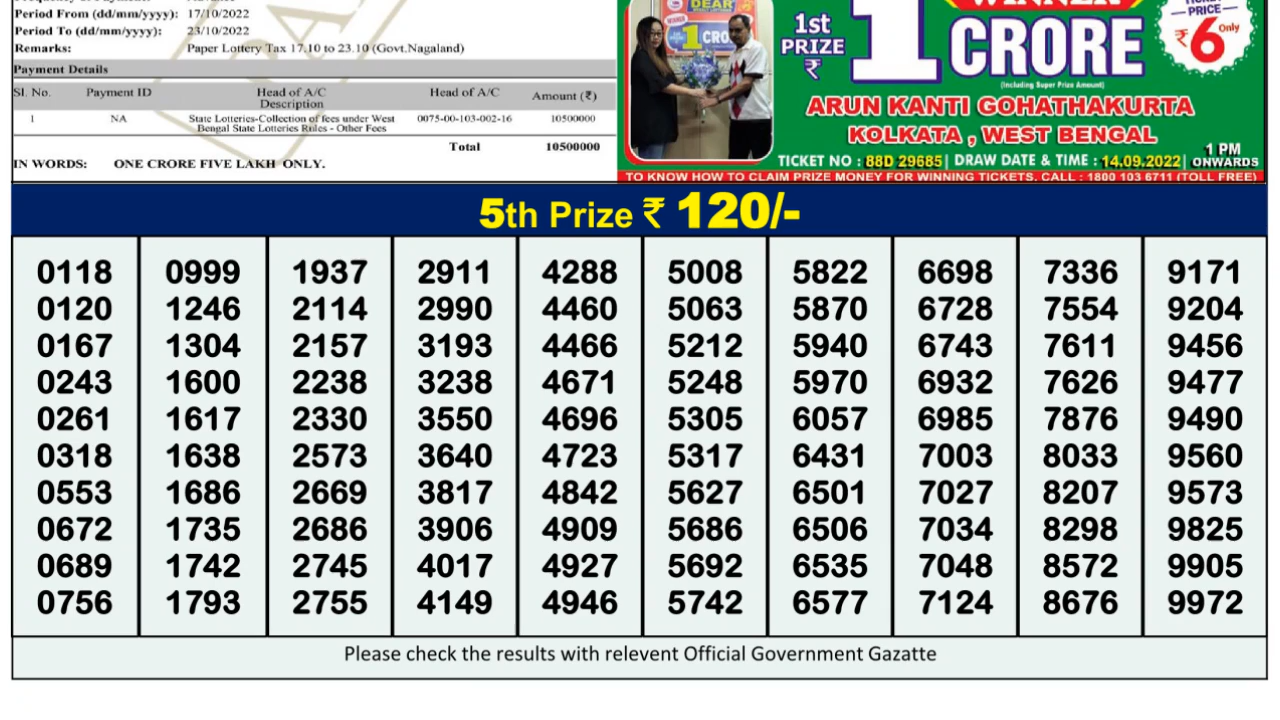 Period From (dd/mm/yyyy): 17/10/2022
Period To (dd/mm/yyyy): 23/10/2022
Remarks: Paper Lottery Tax 17.10 to 23.10 (Govt.Nagaland)
Payment Details
Sl. No. Payment ID Head of A/C Description Head of A/C Amount (₹)
1 NA State Lotteries-Collection of fees under West 0075-00-103-002-16 10500000
Bengal State Lotteries Rules - Other Fees
Total 10500000
IN WORDS: ONE CRORE FIVE LAKH ONLY.
DEAR
1 CRO
1st PRIZE ₹ 1 CRORE
WINNER
(Including Super Prize Amount)
PRICE
₹6 Only
ARUN KANTI GOHATHAKURTA
KOLKATA , WEST BENGAL
TICKET NO : 88D 29685| DRAW DATE & TIME : 14.09.2022| 1 PM ONWARDS
TO KNOW HOW TO CLAIM PRIZE MONEY FOR WINNING TICKETS, CALL : 1800 103 6711 (TOLL FREE)
5th Prize ₹ 120/-
0118 0999 1937 2911 4288 5008 5822 6698 7336 9171
0120 1246 2114 2990 4460 5063 5870 6728 7554 9204
0167 1304 2157 3193 4466 5212 5940 6743 7611 9456
0243 1600 2238 3238 4671 5248 5970 6932 7626 9477
0261 1617 2330 3550 4696 5305 6057 6985 7876 9490
0318 1638 2573 3640 4723 5317 6431 7003 8033 9560
0553 1686 2669 3817 4842 5627 6501 7027 8207 9573
0672 1735 2686 3906 4909 5686 6506 7034 8298 9825
0689 1742 2745 4017 4927 5692 6535 7048 8572 9905
0756 1793 2755 4149 4946 5742 6577 7124 8676 9972
Please check the results with relevent Official Government Gazatte